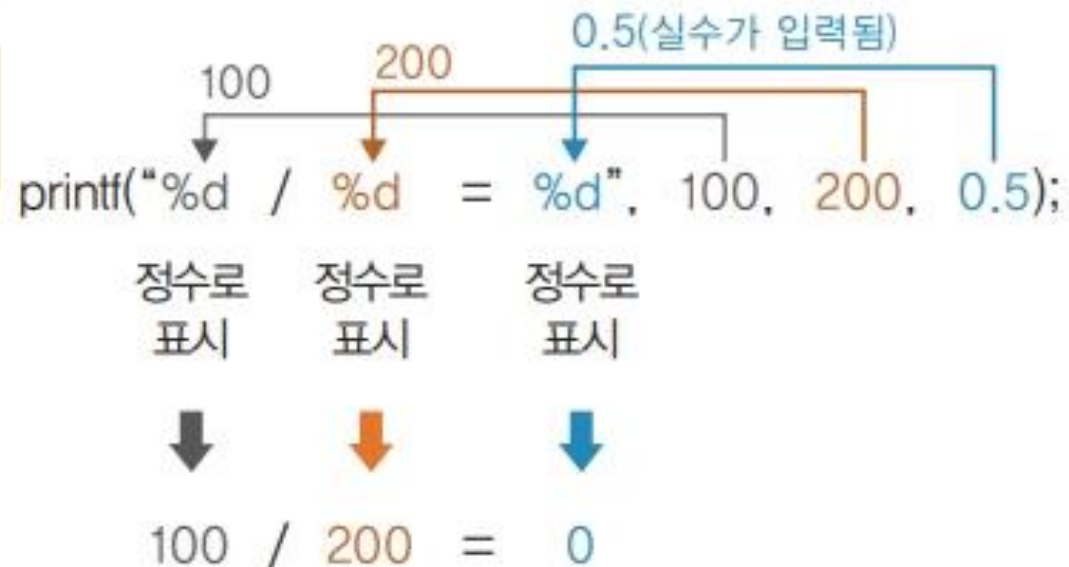 0.5(실수가 입력됨)
100 200
printf("%d / %d = %d", 100, 200, 0.5);
정수로 정수로 정수로
표시 표시 표시
100 / 200 = 0